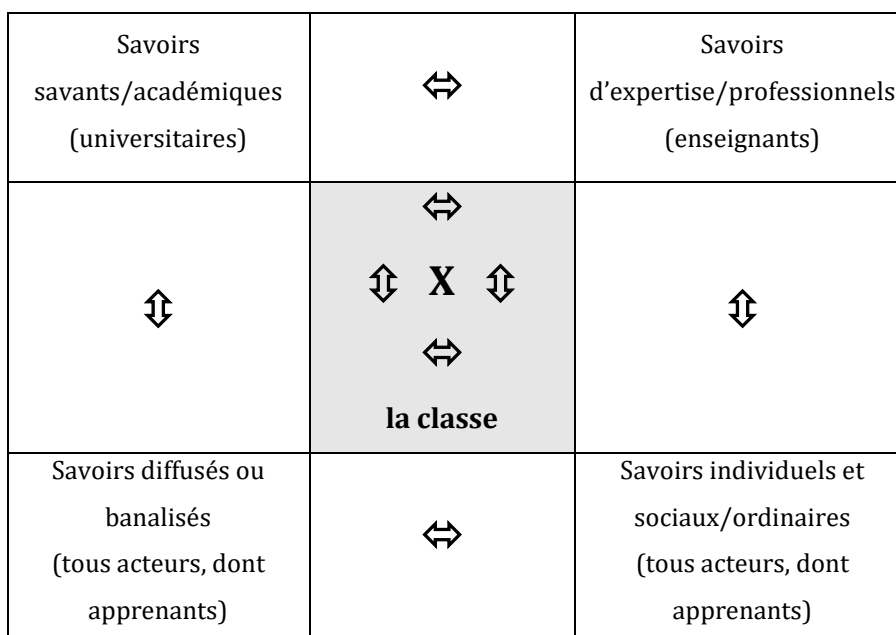 Savoirs
savants/académiques
(universitaires)
⬄
Savoirs
d’expertise/professionnels
(enseignants)
⇳
⬄
⇳ X ⇳
⬄
la classe
⇳
Savoirs diffusés ou
banalisés
(tous acteurs, dont
apprenants)
⬄
Savoirs individuels et
sociaux/ordinaires
(tous acteurs, dont
apprenants)